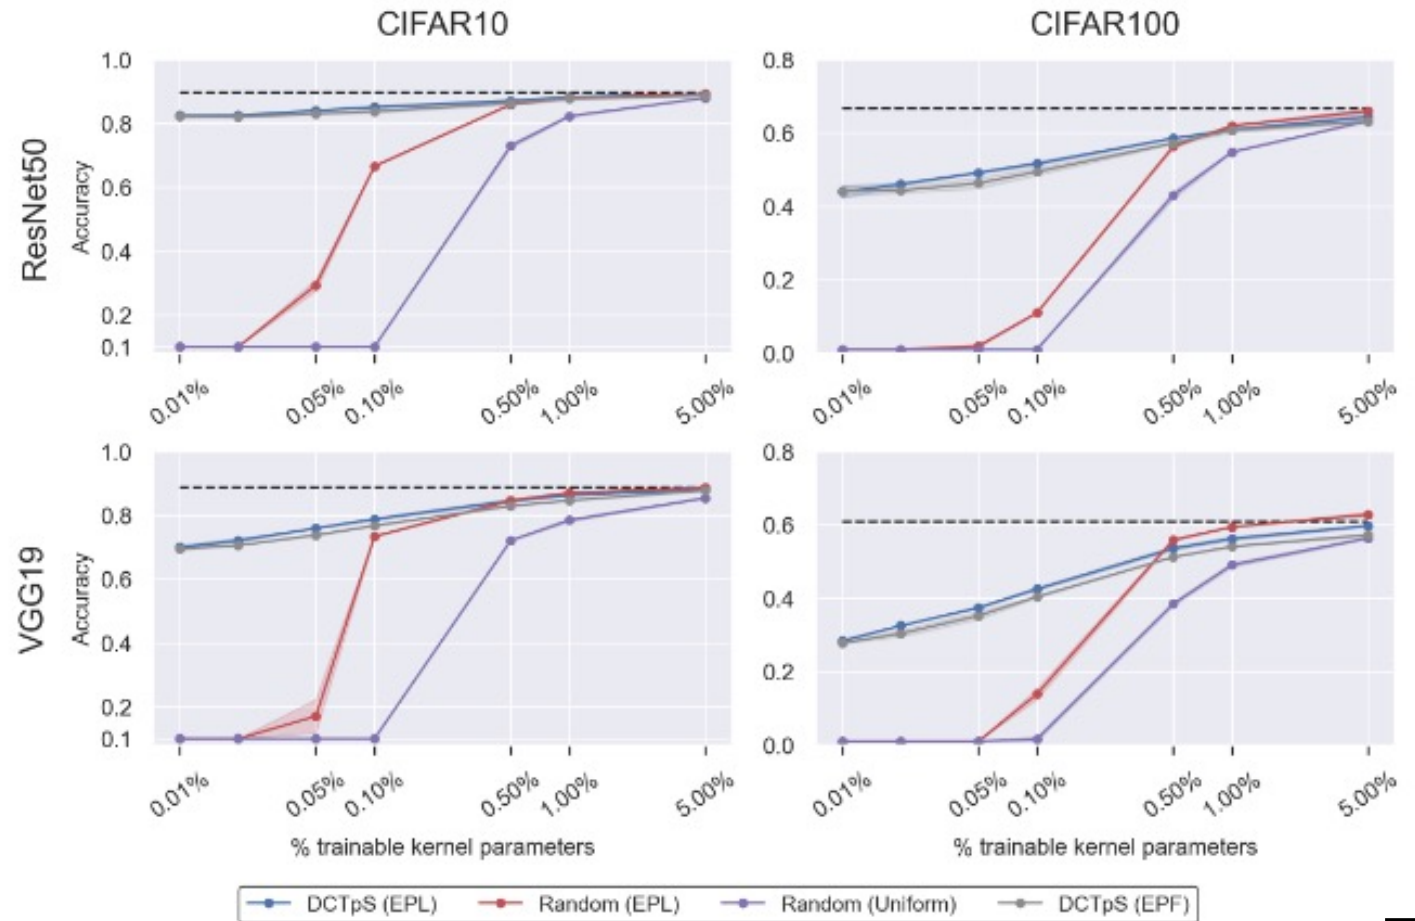 CIFAR10 CIFAR100
ResNet50
Accuracy
1.0
0.8
0.6
0.4
0.2
0.1
0.01% 0.05% 0.10% 0.50% 1.00% 5.00%
0.8
0.6
0.4
0.2
0.0
0.01% 0.05% 0.10% 0.50% 1.00% 5.00%
VGG19
Accuracy
1.0
0.8
0.6
0.4
0.2
0.1
0.01% 0.05% 0.10% 0.50% 1.00% 5.00%
% trainable kernel parameters
0.8
0.6
0.4
0.2
0.0
0.01% 0.05% 0.10% 0.50% 1.00% 5.00%
% trainable kernel parameters
DCTpS (EPL) Random (EPL) Random (Uniform) DCTpS (EPF)